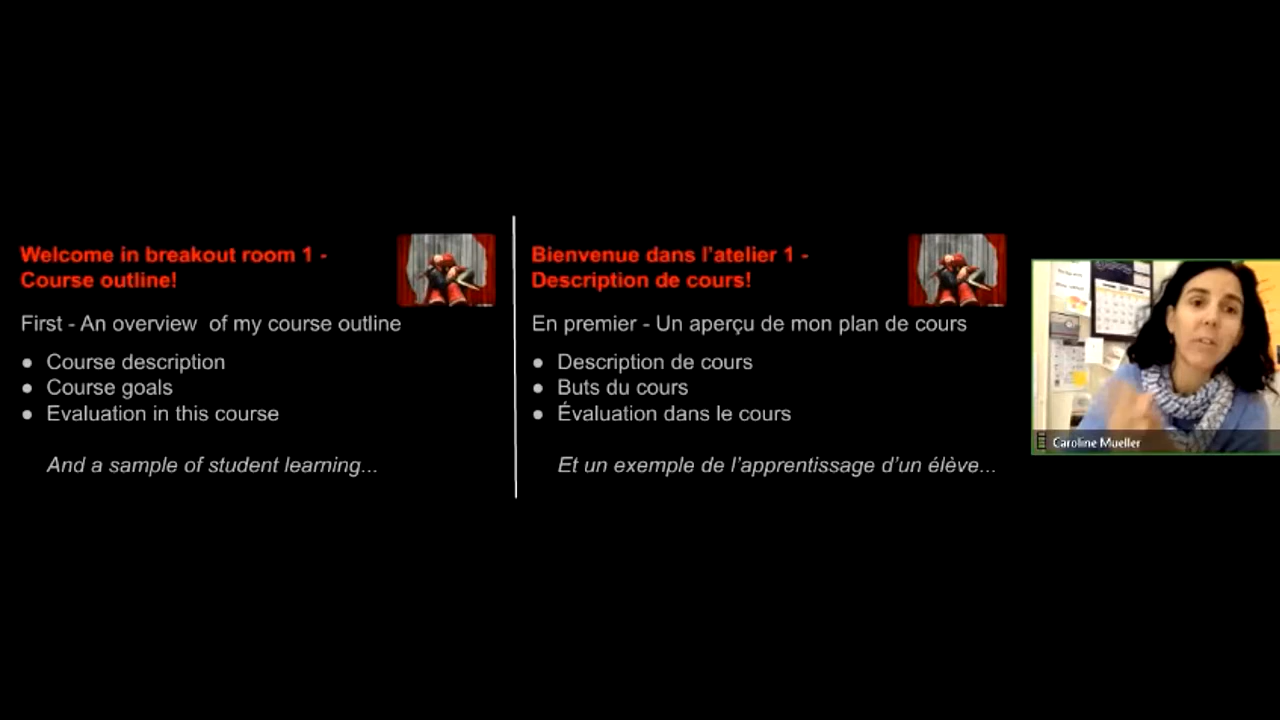 Welcome in breakout room 1 -
Course outline!
First - An overview  of my course outline
● Course description
● Course goals
● Evaluation in this course
And a sample of student learning...
Bienvenue dans l'atelier 1 -
Description de cours!
En premier - Un aperçu de mon plan de cours
● Description de cours
● Buts du cours
● Évaluation dans le cours
Et un exemple de l'apprentissage d'un élève...
Caroline Mueller